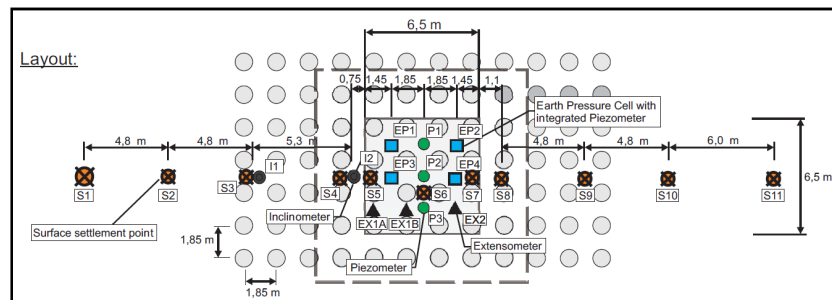 6,5 m
Layout:
0,75
1,45
1,85
1,85
1,45
1,1
Earth Pressure Cell with
integrated Piezometer
EP1
P1
EP2
4,8 m
4,8 m
5,3 m
4,8 m
4,8 m
6,0 m
I1
I2
EP3
P2
EP4
6,5 m
S1
S2
S3
S4
S5
S6
S7
S8
S9
S10
S11
Inclinometer
P3
EX1A
EX1B
EX2
Surface settlement point
Extensometer
1,85 m
Piezometer
1,85 m